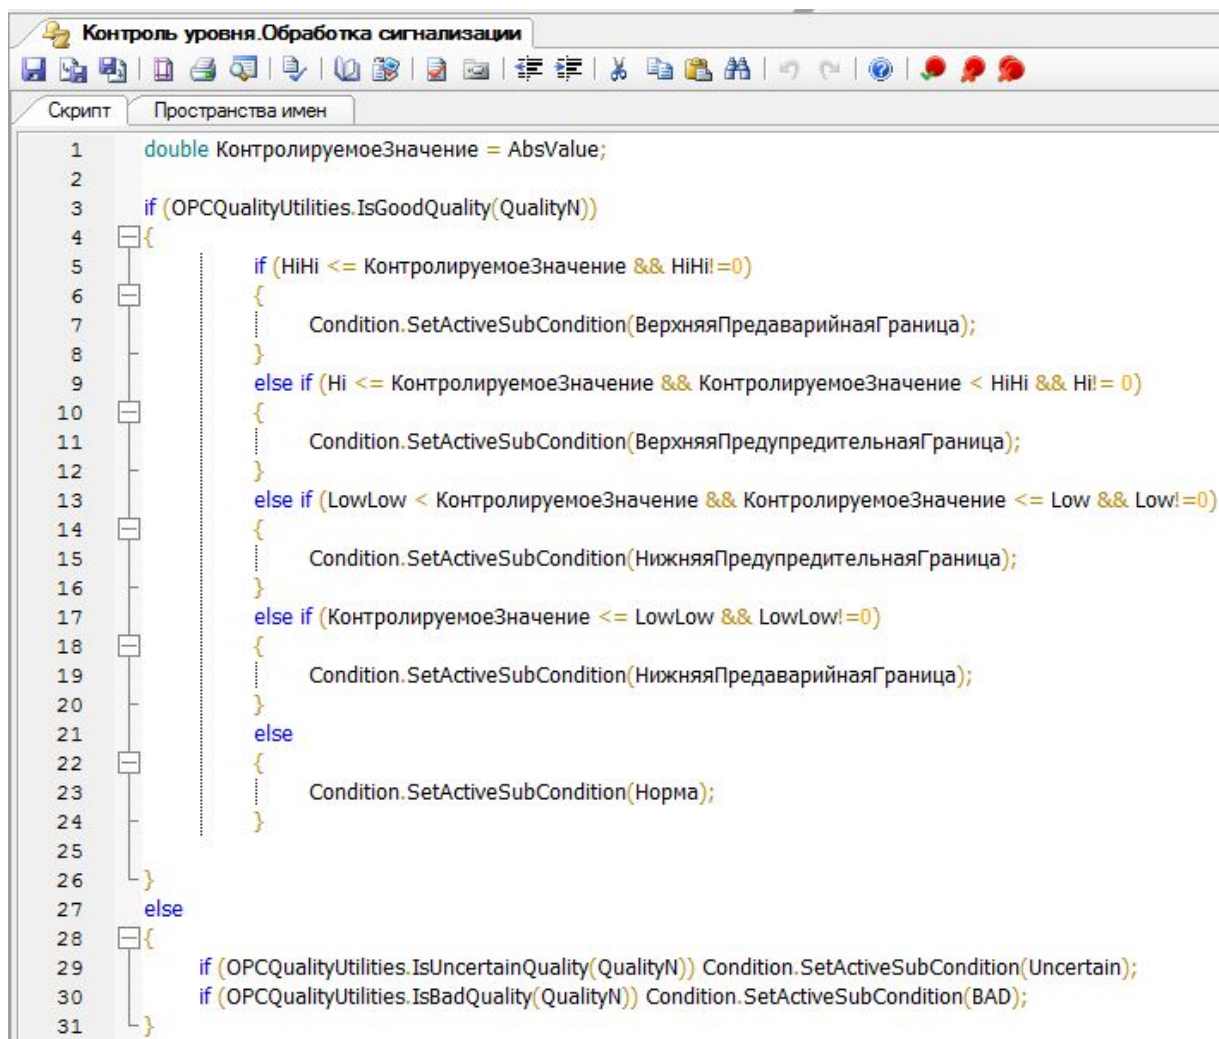 Контроль уровня.Обработка сигнализации
Скрипт Пространства имен
1 double КонтролируемоеЗначение = AbsValue;
2
3 if (OPCQualityUtilities.IsGoodQuality(QualityN))
4 {
5 if (HiHi <= КонтролируемоеЗначение && HiHi!=0)
6 {
7 Condition.SetActiveSubCondition(ВерхняяПредаварийнаяГраница);
8 }
9 else if (Hi <= КонтролируемоеЗначение && КонтролируемоеЗначение < HiHi && Hi!= 0)
10 {
11 Condition.SetActiveSubCondition(ВерхняяПредупредительнаяГраница);
12 }
13 else if (LowLow < КонтролируемоеЗначение && КонтролируемоеЗначение <= Low && Low!=0)
14 {
15 Condition.SetActiveSubCondition(НижняяПредупредительнаяГраница);
16 }
17 else if (КонтролируемоеЗначение <= LowLow && LowLow!=0)
18 {
19 Condition.SetActiveSubCondition(НижняяПредаварийнаяГраница);
20 }
21 else
22 {
23 Condition.SetActiveSubCondition(Норма);
24 }
25
26 }
27 else
28 {
29 if (OPCQualityUtilities.IsUncertainQuality(QualityN)) Condition.SetActiveSubCondition(Uncertain);
30 if (OPCQualityUtilities.IsBadQuality(QualityN)) Condition.SetActiveSubCondition(BAD);
31 }